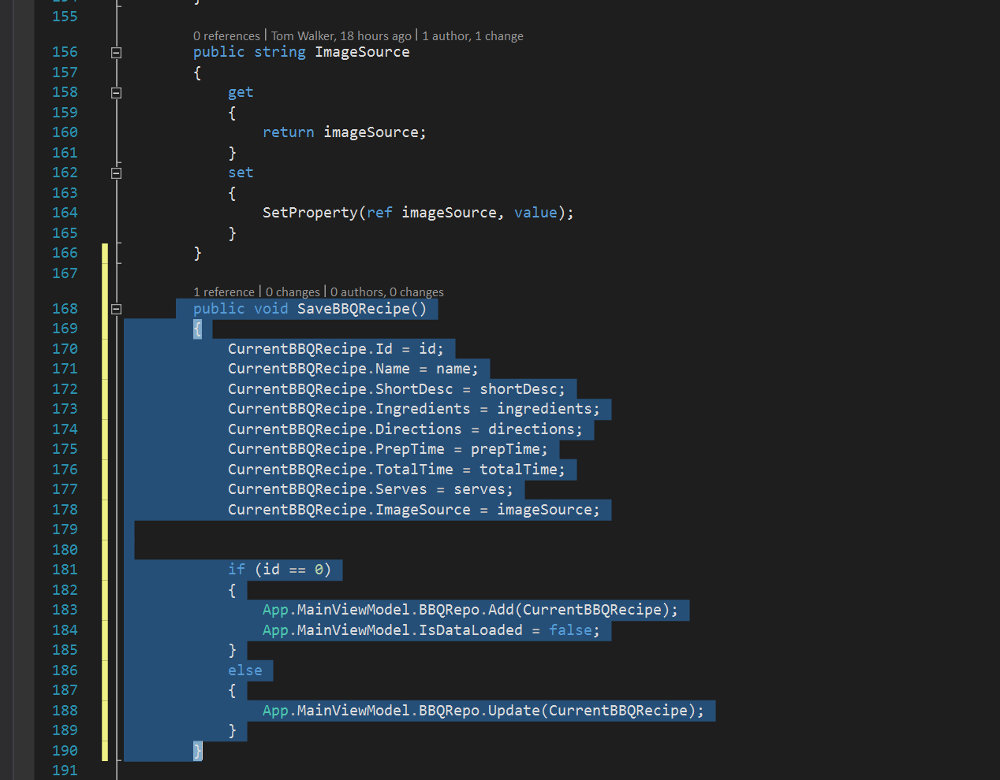 155
0 references | Tom Walker, 18 hours ago | 1 author, 1 change
156 public string ImageSource
157 {
158 get
159 {
160 return imageSource;
161 }
162 set
163 {
164 SetProperty(ref imageSource, value);
165 }
166 }
167
1 reference | 0 changes | 0 authors, 0 changes
168 public void SaveBBQRecipe()
169 {
170 CurrentBBQRecipe.Id = id;
171 CurrentBBQRecipe.Name = name;
172 CurrentBBQRecipe.ShortDesc = shortDesc;
173 CurrentBBQRecipe.Ingredients = ingredients;
174 CurrentBBQRecipe.Directions = directions;
175 CurrentBBQRecipe.PrepTime = prepTime;
176 CurrentBBQRecipe.TotalTime = totalTime;
177 CurrentBBQRecipe.Serves = serves;
178 CurrentBBQRecipe.ImageSource = imageSource;
179
180
181 if (id == 0)
182 {
183 App.MainViewModel.BBQRepo.Add(CurrentBBQRecipe);
184 App.MainViewModel.IsDataLoaded = false;
185 }
186 else
187 {
188 App.MainViewModel.BBQRepo.Update(CurrentBBQRecipe);
189 }
190 }
191